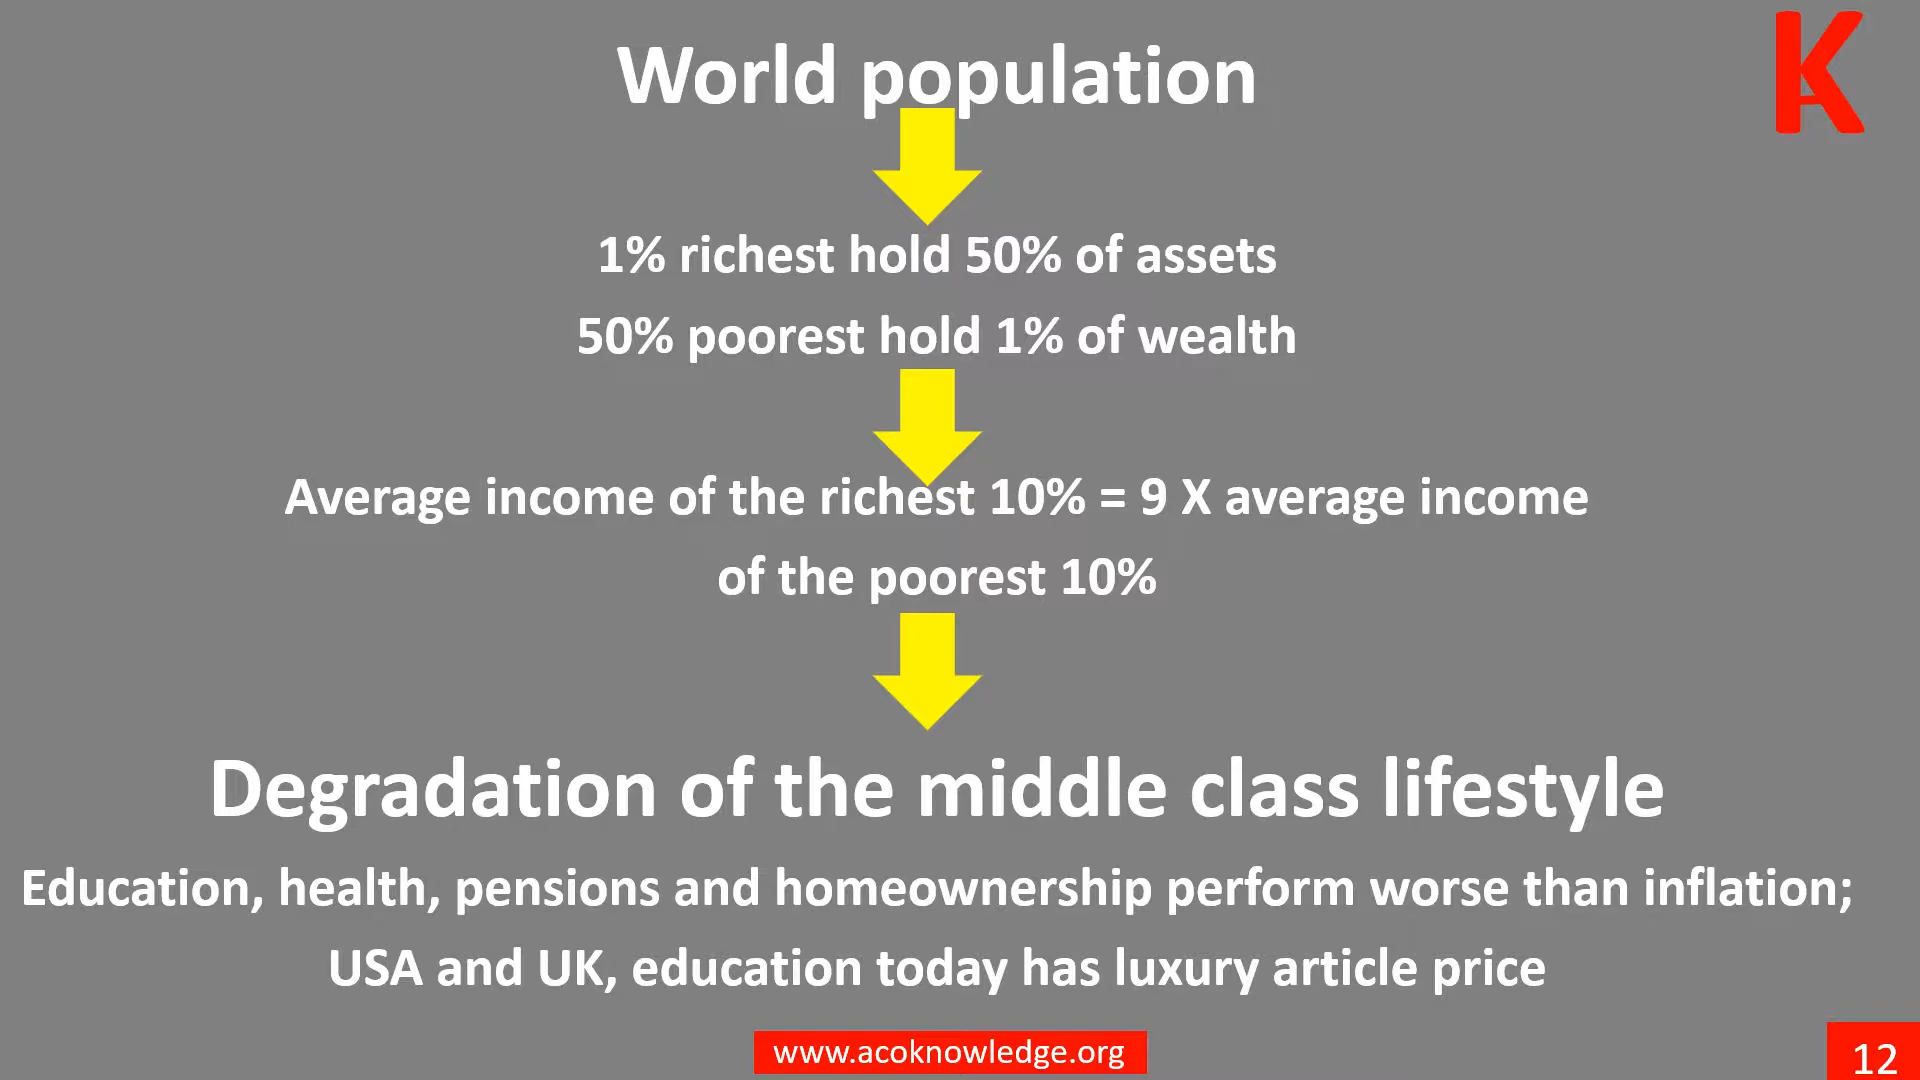 World population
1% richest hold 50% of assets
50% poorest hold 1% of wealth
Average income of the richest 10% = 9 X average income
of the poorest 10%
Degradation of the middle class lifestyle
Education, health, pensions and homeownership perform worse than inflation;
USA and UK, education today has luxury article price
www.acoknowledge.org
12